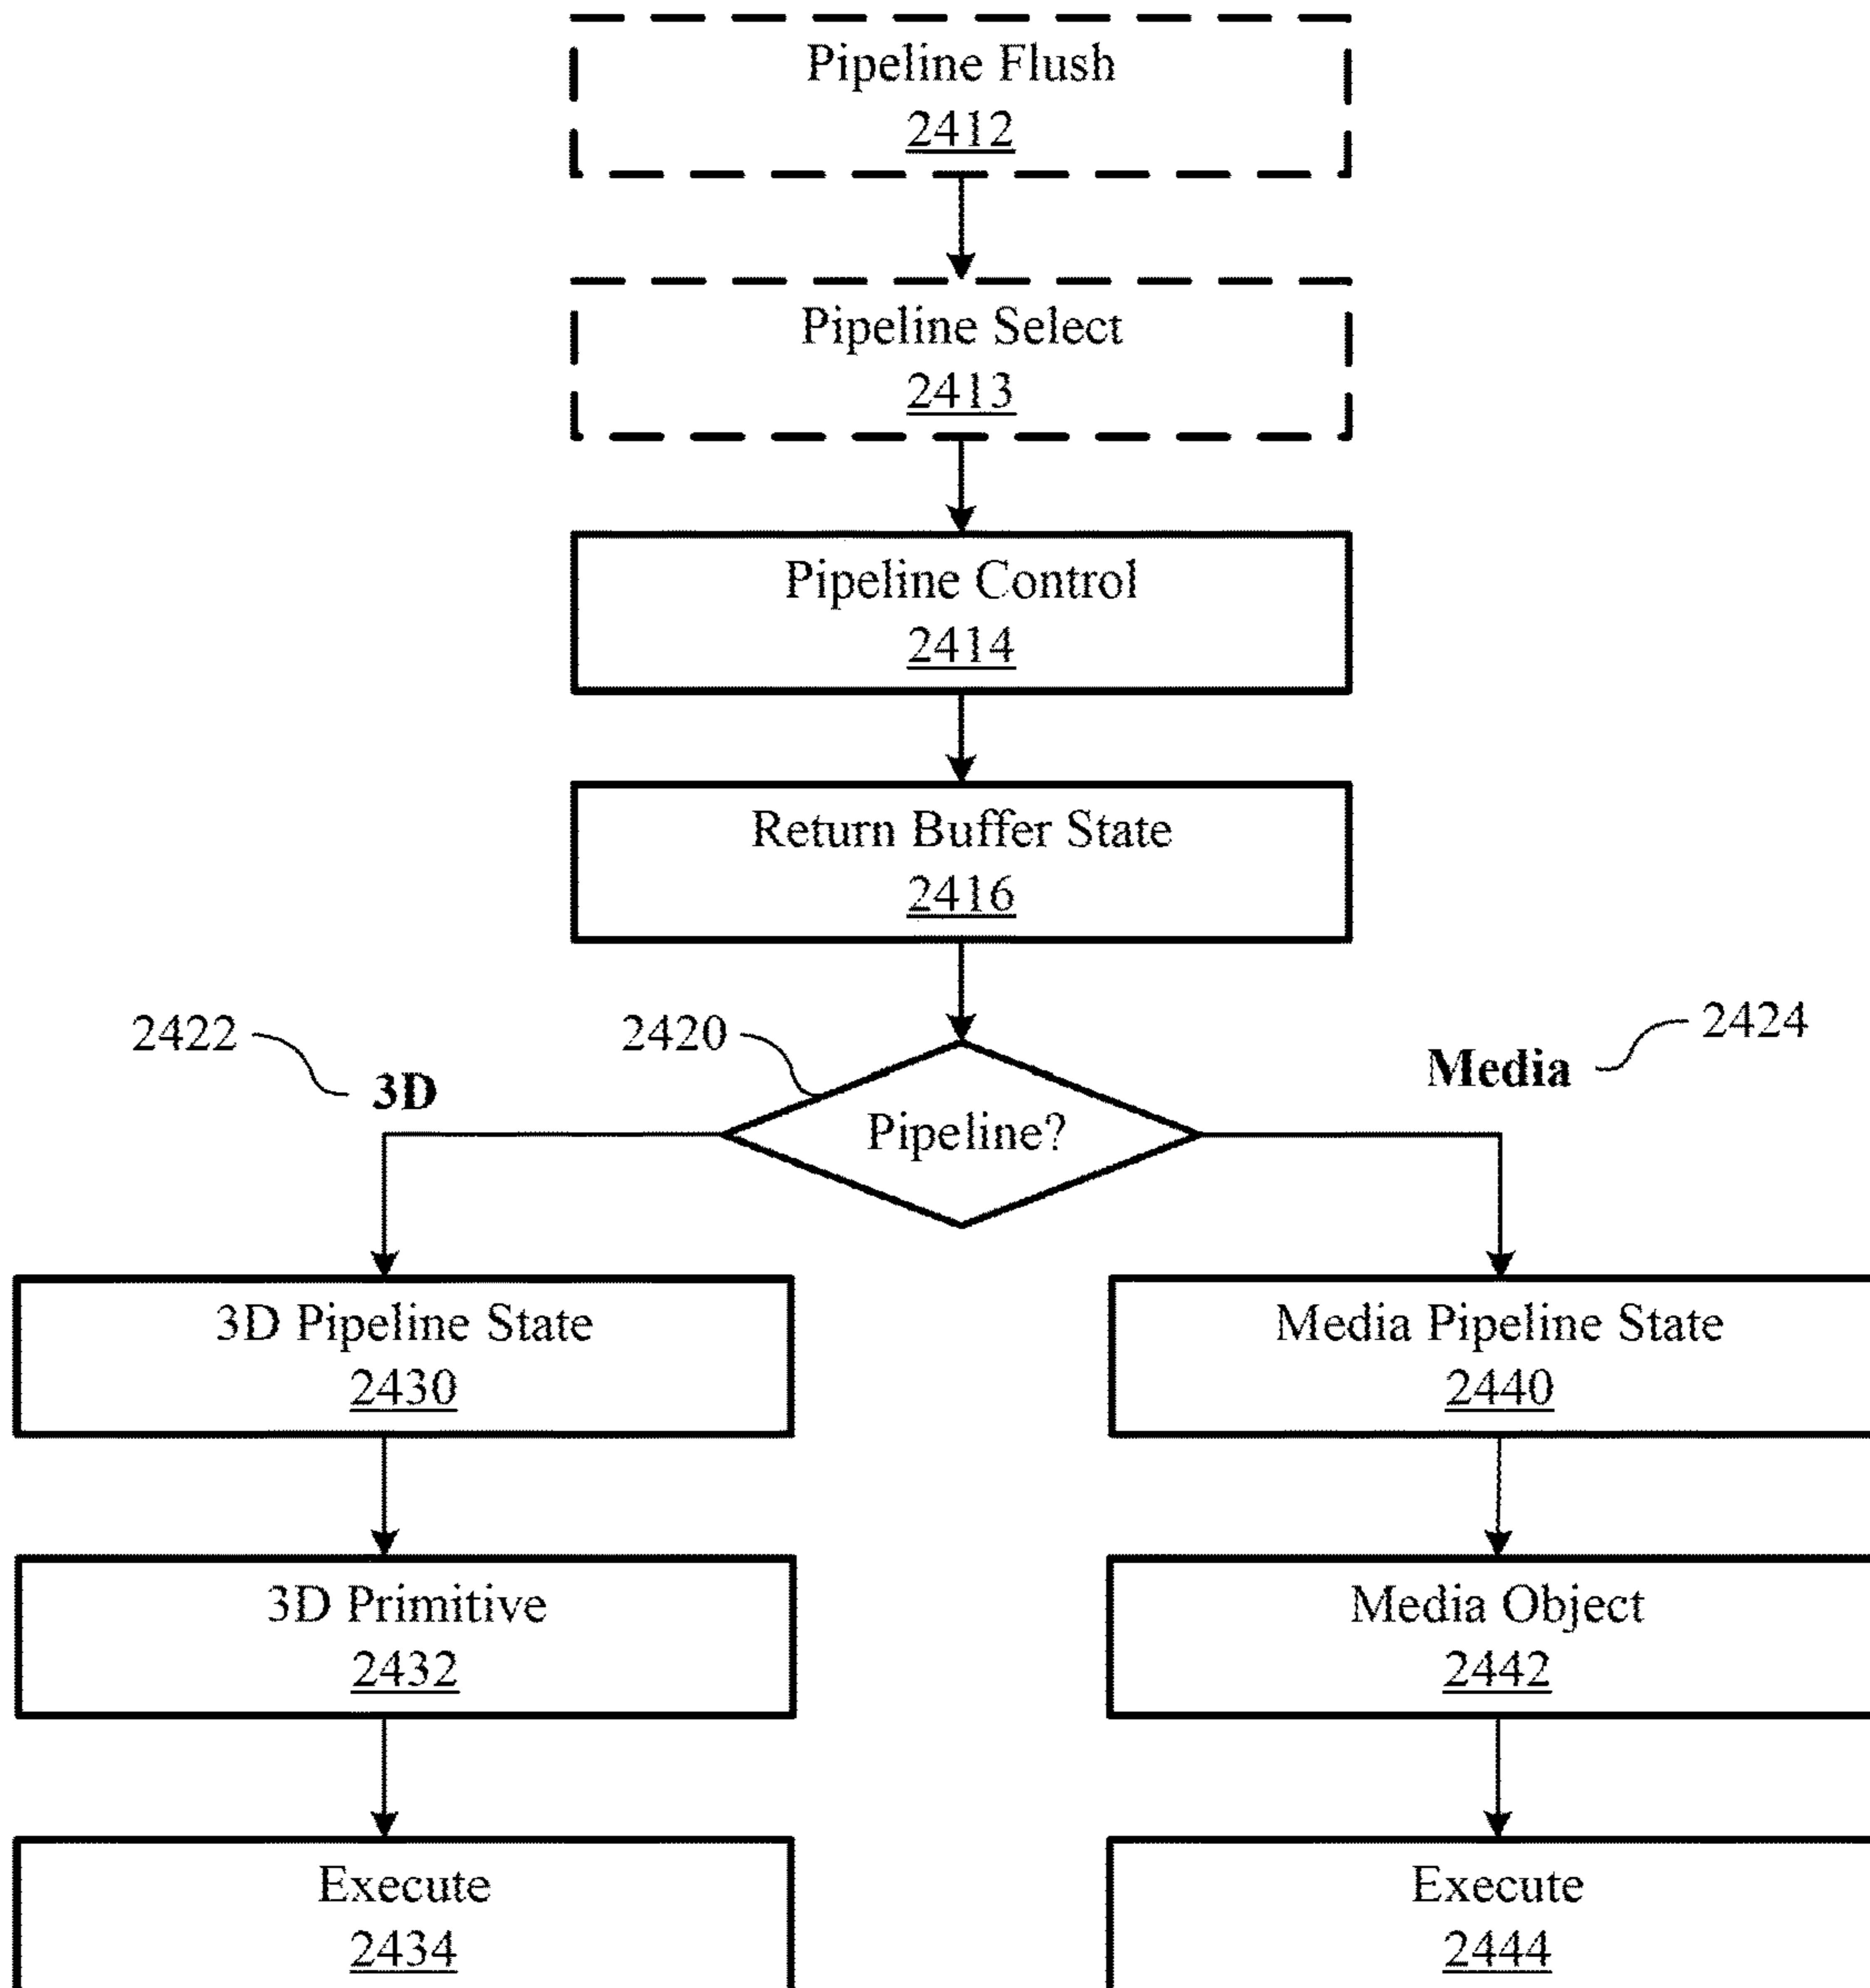 Pipeline Flush
2412
Pipeline Select
2413
Pipeline Control
2414
Return Buffer State
2416
2422
3D
2420
Pipeline?
Media
2424
3D Pipeline State
2430
Media Pipeline State
2440
3D Primitive
2432
Media Object
2442
Execute
2434
Execute
2444